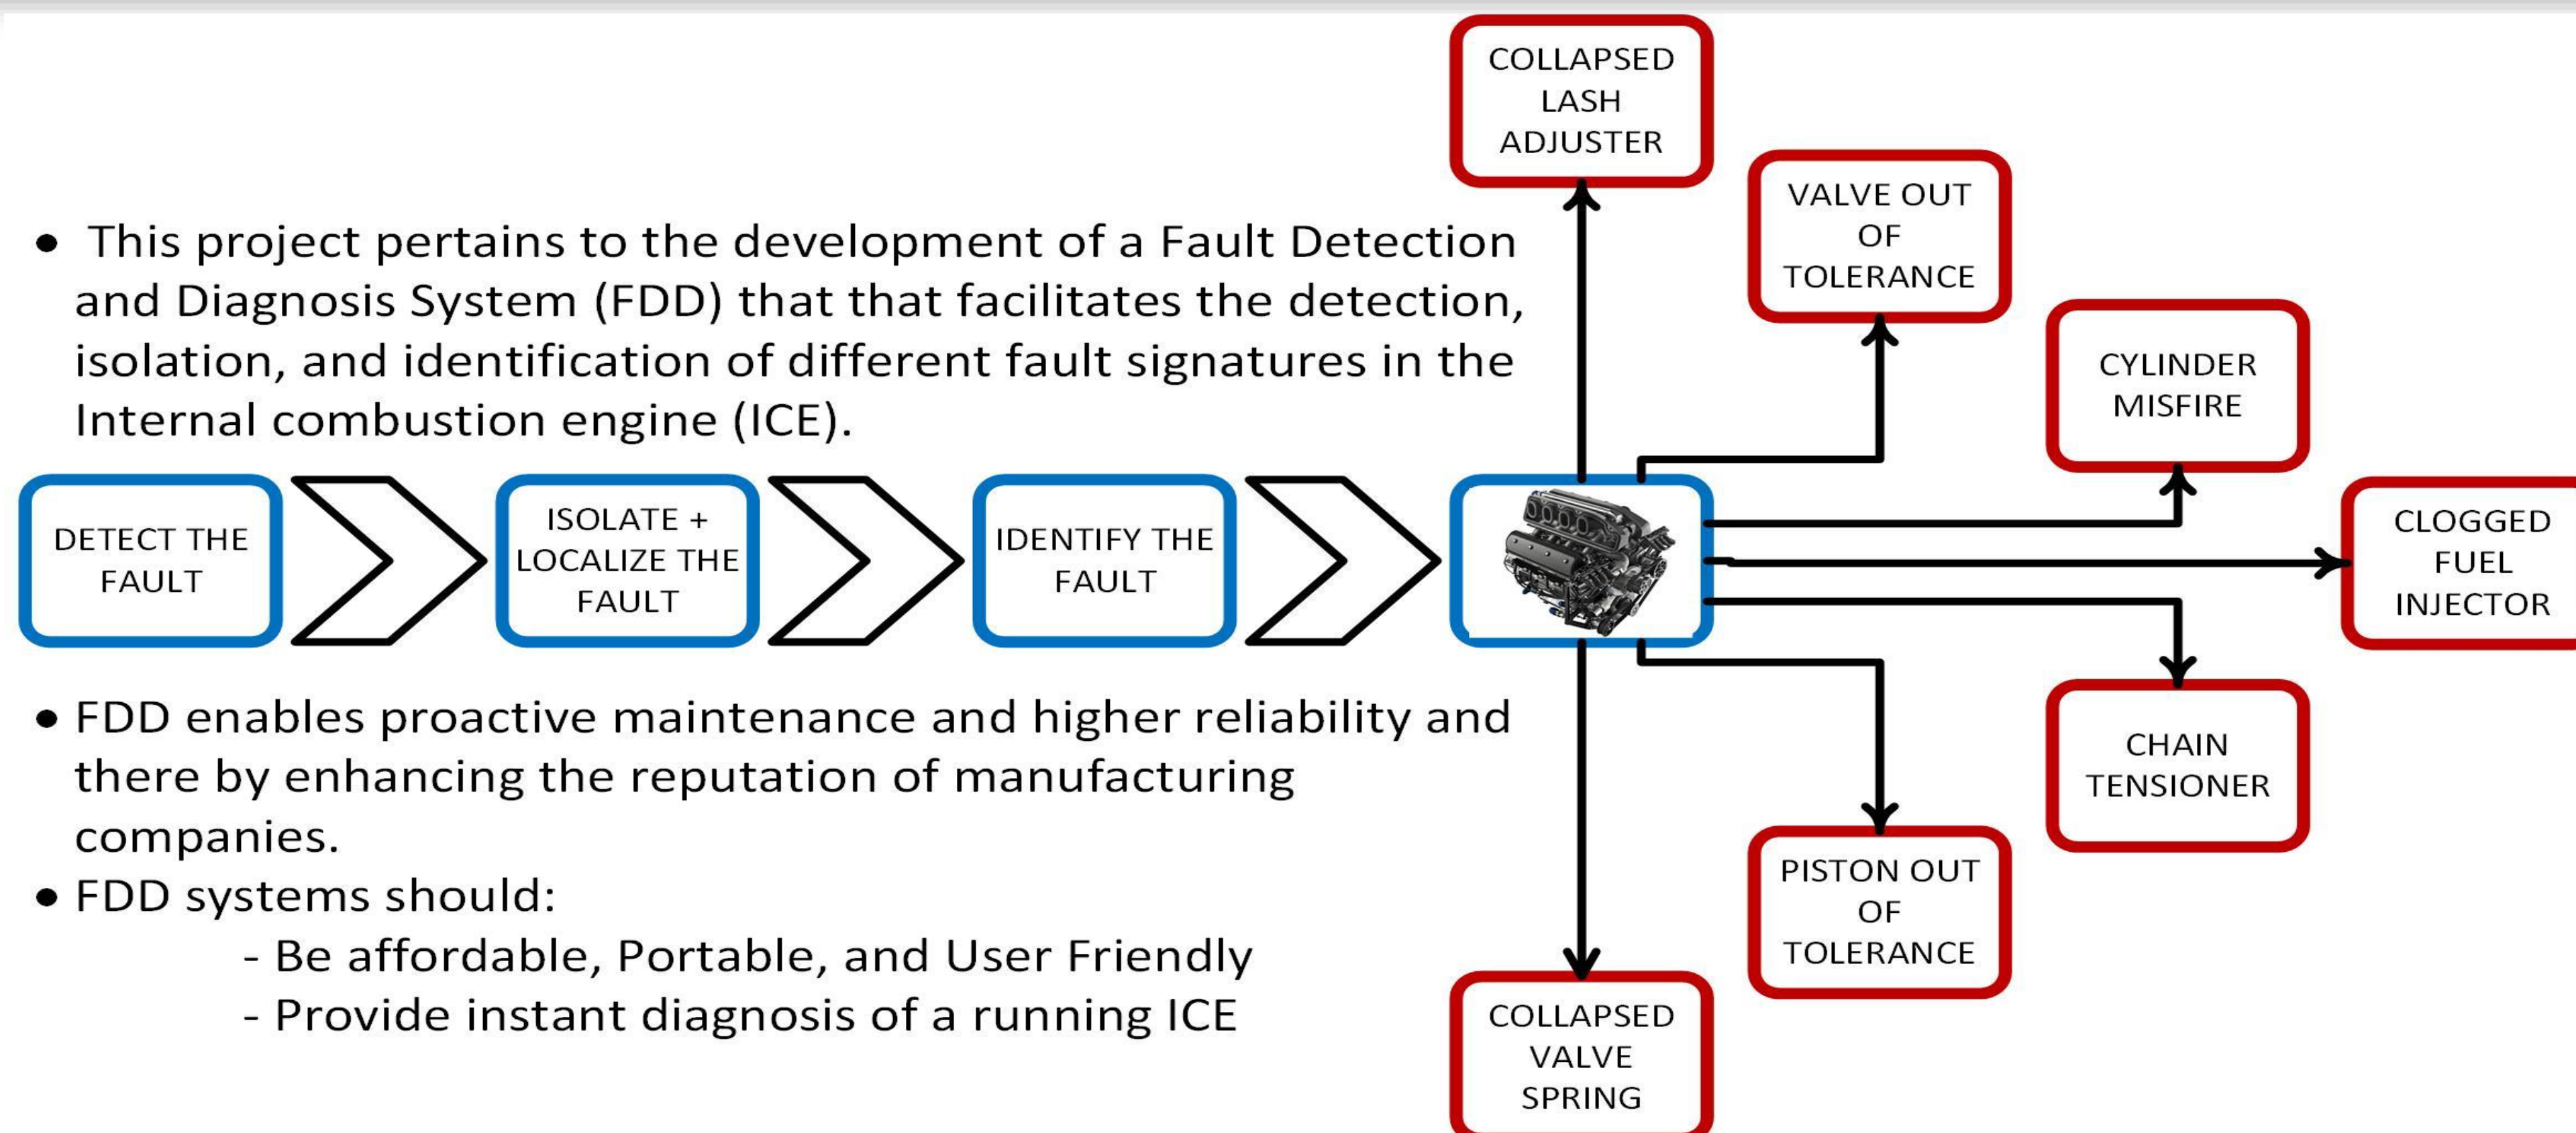 COLLAPSED
LASH
ADJUSTER
VALVE OUT
OF
TOLERANCE
• This project pertains to the development of a Fault Detection
and Diagnosis System (FDD) that that facilitates the detection,
isolation, and identification of different fault signatures in the
Internal combustion engine (ICE).
CYLINDER
MISFIRE
DETECT THE
FAULT
ISOLATE +
LOCALIZE THE
FAULT
IDENTIFY THE
FAULT
CLOGGED
FUEL
INJECTOR
• FDD enables proactive maintenance and higher reliability and
there by enhancing the reputation of manufacturing
companies.
• FDD systems should:
- Be affordable, Portable, and User Friendly
- Provide instant diagnosis of a running ICE
CHAIN
TENSIONER
PISTON OUT
OF
TOLERANCE
COLLAPSED
VALVE
SPRING